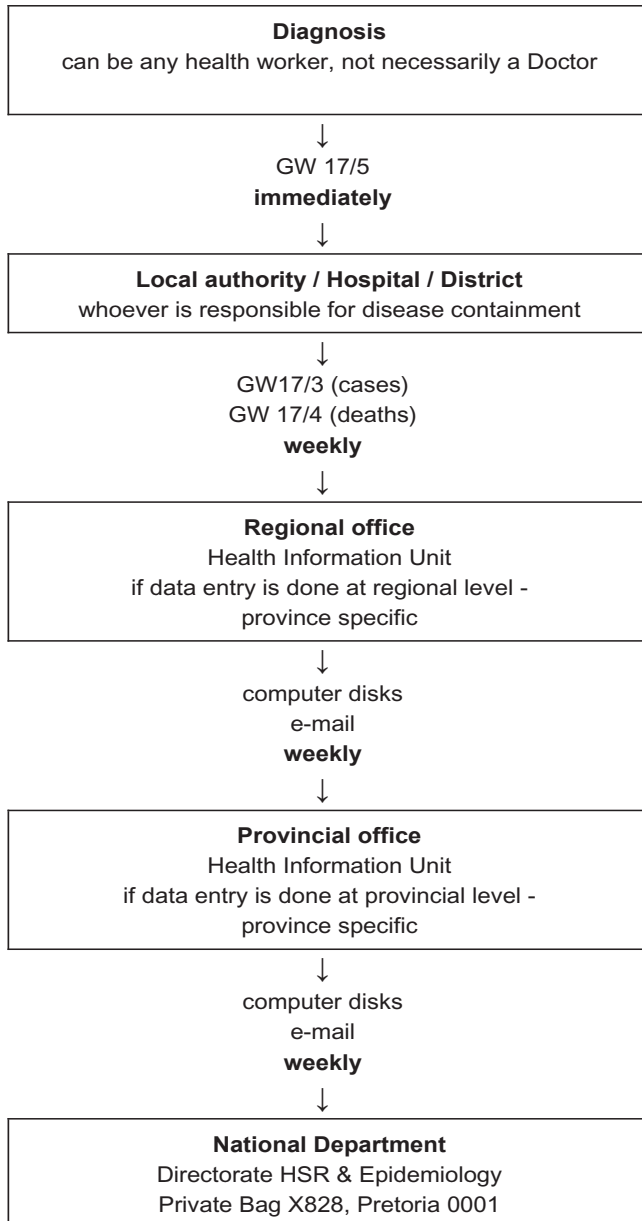 Diagnosis
can be any health worker, not necessarily a Doctor
↓
GW 17/5
immediately
↓
Local authority / Hospital / District
whoever is responsible for disease containment
↓
GW17/3 (cases)
GW 17/4 (deaths)
weekly
↓
Regional office
Health Information Unit
if data entry is done at regional level -
province specific
↓
computer disks
e-mail
weekly
↓
Provincial office
Health Information Unit
if data entry is done at provincial level -
province specific
↓
computer disks
e-mail
weekly
↓
National Department
Directorate HSR & Epidemiology
Private Bag X828, Pretoria 0001